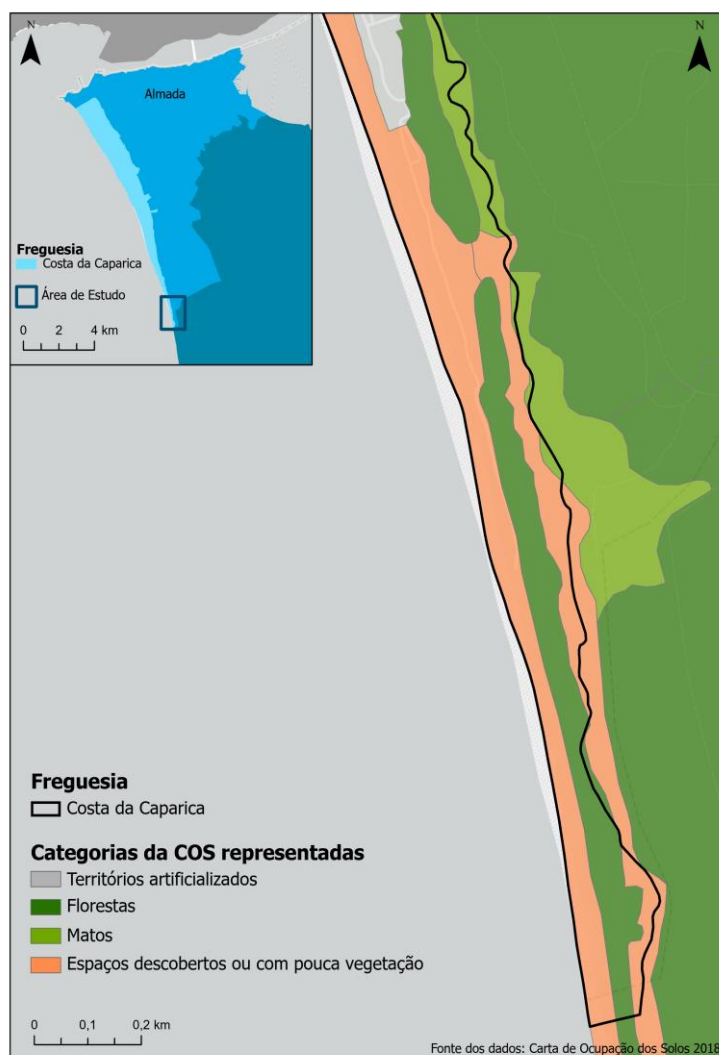 N
Almada
Freguesia
Costa da Caparica
Área de Estudo
0 2 4 km
N
Freguesia
Costa da Caparica
Categorias da COS representadas
Territórios artificializados
Florestas
Matos
Espaços descobertos ou com pouca vegetação
0 0,1 0,2 km
Fonte dos dados: Carta de Ocupação dos Solos 2018